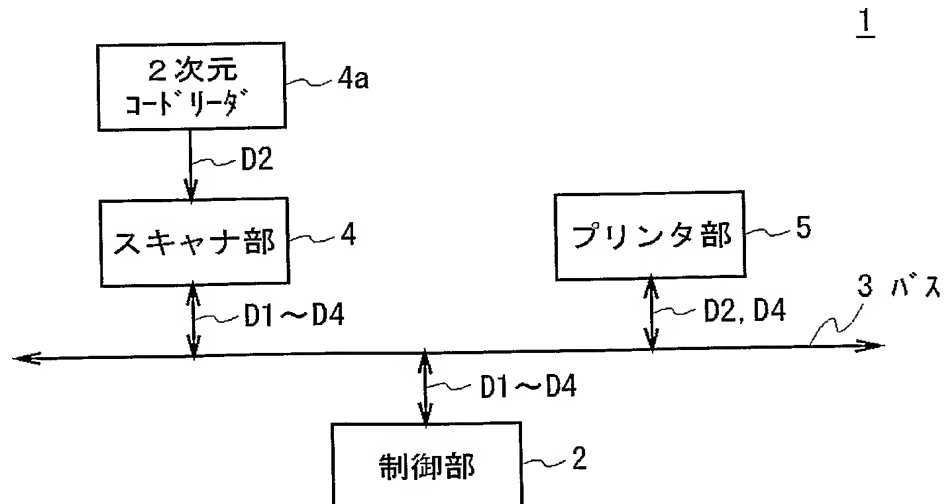 1
2次元
コードリーダ
4a
D2
スキャナ部
4
プリンタ部
5
D1〜D4
D2, D4
3 バス
D1〜D4
制御部
2